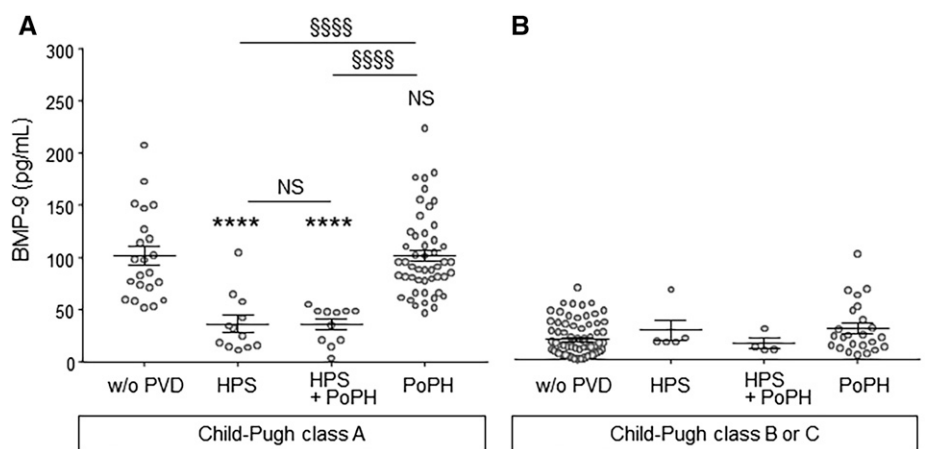 A
B
BMP-9 (pg/mL)
300
250
200
150
100
50
0
§§§§
§§§§
NS
NS
****
****
w/o PVD
HPS
HPS
+ PoPH
PoPH
Child-Pugh class A
w/o PVD
HPS
HPS
+ PoPH
PoPH
Child-Pugh class B or C